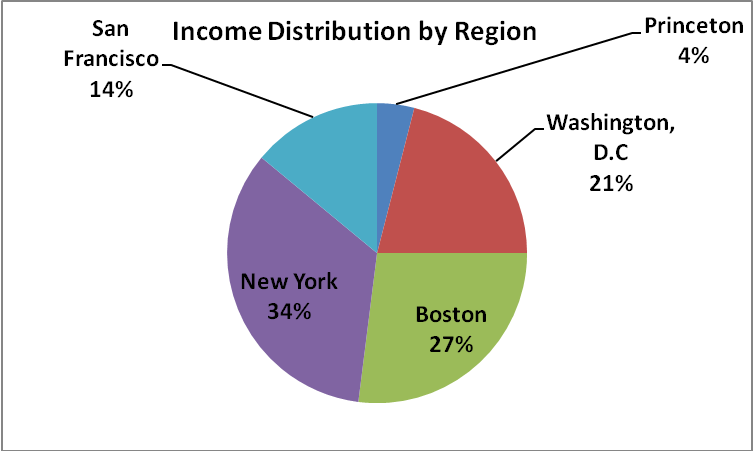 Income Distribution by Region
San
Francisco
14%
Princeton
4%
Washington,
D.C
21%
New York
34%
Boston
27%